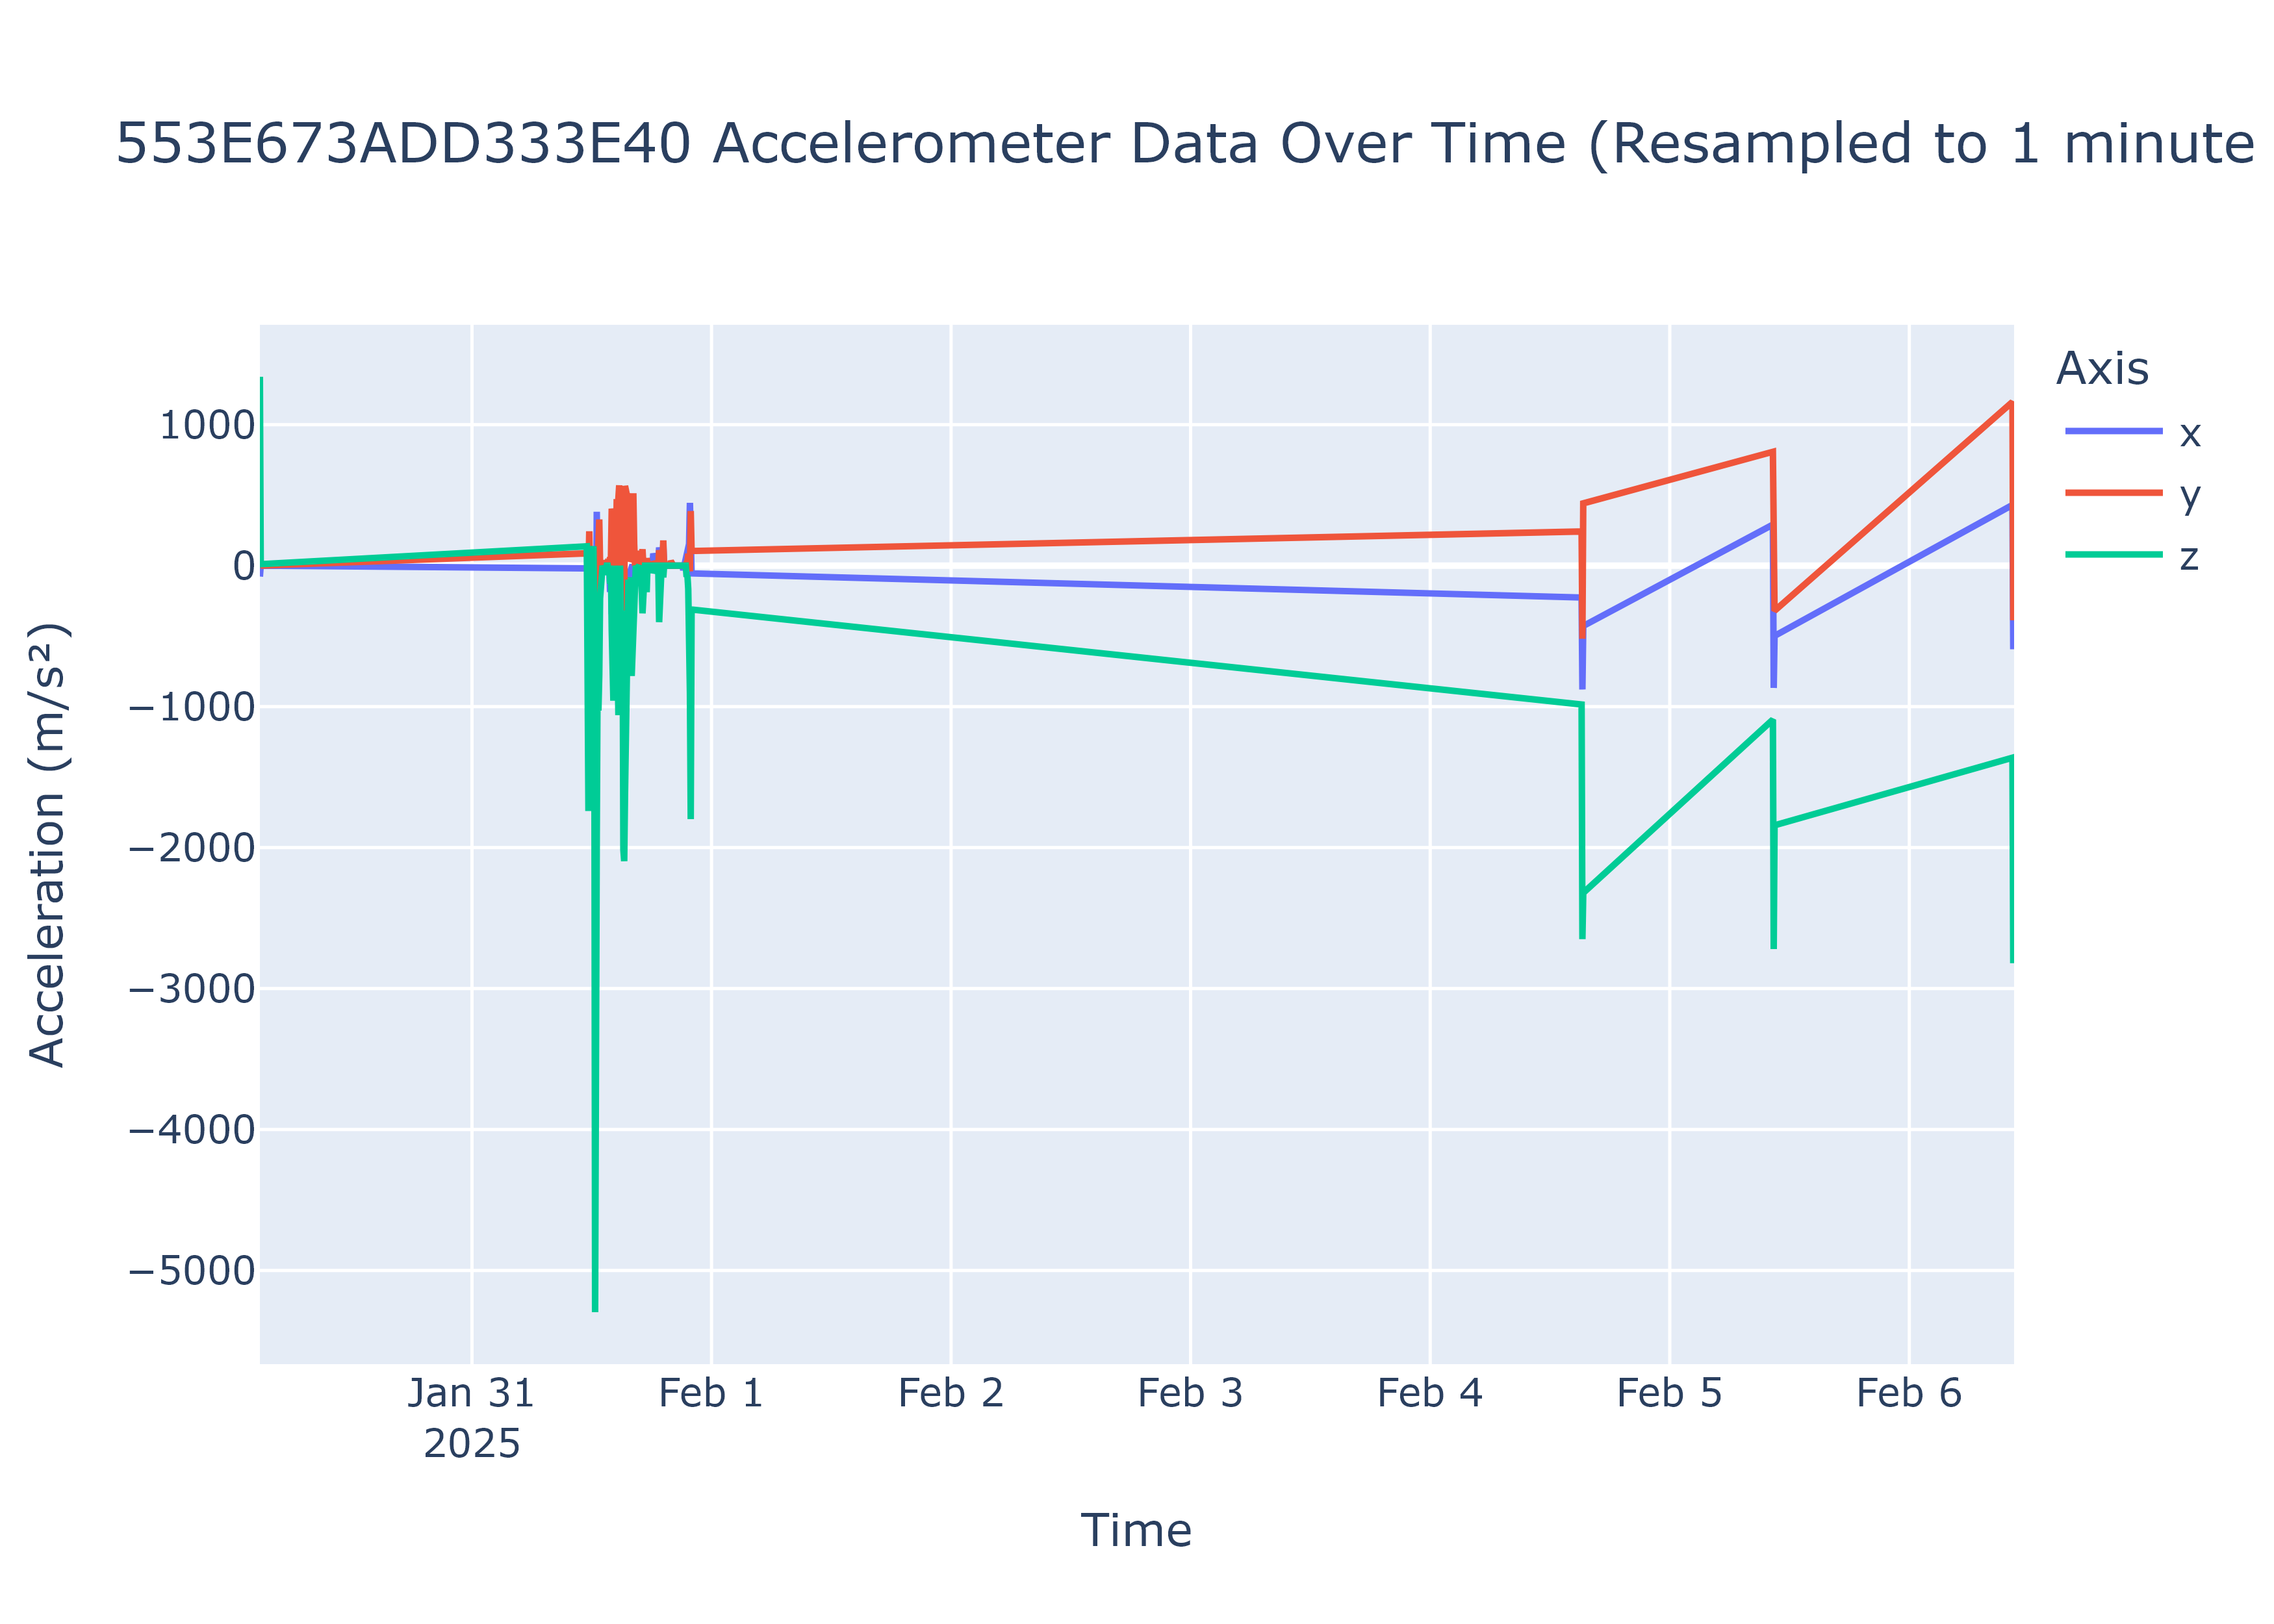 553E673ADD333E40 Accelerometer Data Over Time (Resampled to 1 minute
Axis
x
y
z
1000
0
−1000
−2000
−3000
−4000
−5000
Acceleration (m/s²)
Jan 31
2025
Feb 1
Feb 2
Feb 3
Feb 4
Feb 5
Feb 6
Time